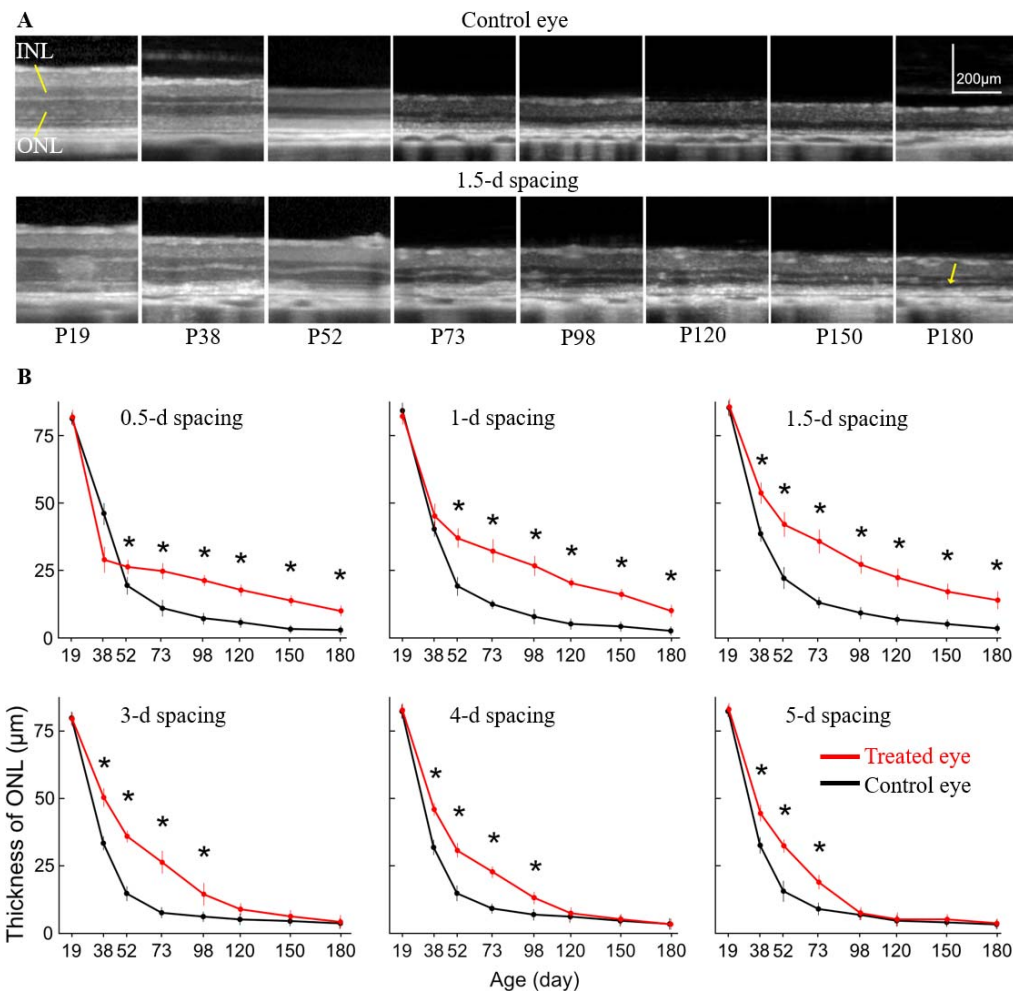 A
Control eye
INL
ONL
200μm
1.5-d spacing
P19 P38 P52 P73 P98 P120 P150 P180
B
0.5-d spacing 1-d spacing 1.5-d spacing
75
50
25
0
19 38 52 73 98 120 150 180
19 38 52 73 98 120 150 180
19 38 52 73 98 120 150 180
* * * * * *
* * * * * *
* * * * * * *
3-d spacing 4-d spacing 5-d spacing
Treated eye
Control eye
Thickness of ONL (μm)
75
50
25
0
* * * *
* * * *
* * *
19 38 52 73 98 120 150 180
19 38 52 73 98 120 150 180
19 38 52 73 98 120 150 180
Age (day)